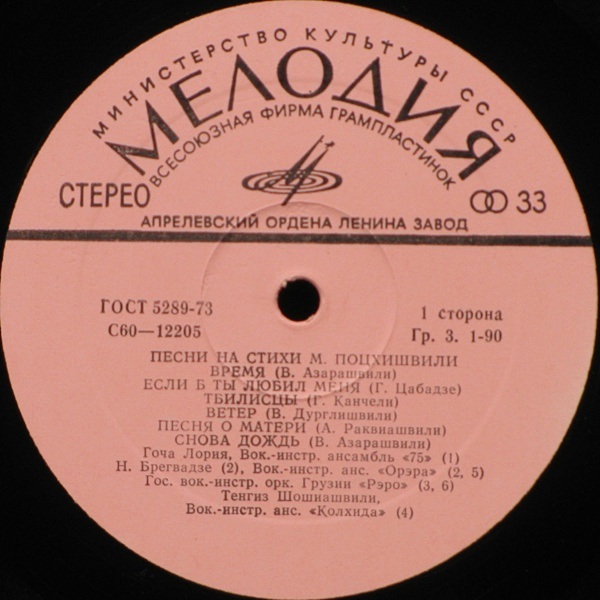 МИНИСТЕРСТВО КУЛЬТУРЫ СССР
МЕЛОДИЯ
ВСЕСОЮЗНАЯ ФИРМА ГРАМПЛАСТИНОК
СТЕРЕО
33
АПРЕЛЕВСКИЙ ОРДЕНА ЛЕНИНА ЗАВОД
ГОСТ 5289-73
1 сторона
С60—12205
Гр. 3. 1-90
ПЕСНИ НА СТИХИ М. ПОЦХИШВИЛИ
ВРЕМЯ (В. Азарашвили)
ЕСЛИ Б ТЫ ЛЮБИЛ МЕНЯ (Г. Цабадзе)
ТБИЛИСЦЫ (Г. Канчели)
ВЕТЕР (В. Дурглишвили)
ПЕСНЯ О МАТЕРИ (А. Раквиашвили)
СНОВА ДОЖДЬ (В. Азарашвили)
Гоча Лория, Вок.-инстр. ансамбль «75» (1)
Н. Брегвадзе (2), Вок.-инстр. анс. «Орэра» (2, 5)
Гос. вок.-инстр. орк. Грузии «Рэро» (3, 6)
Тенгиз Шошиашвили,
Вок.-инстр. анс. «Колхида» (4)